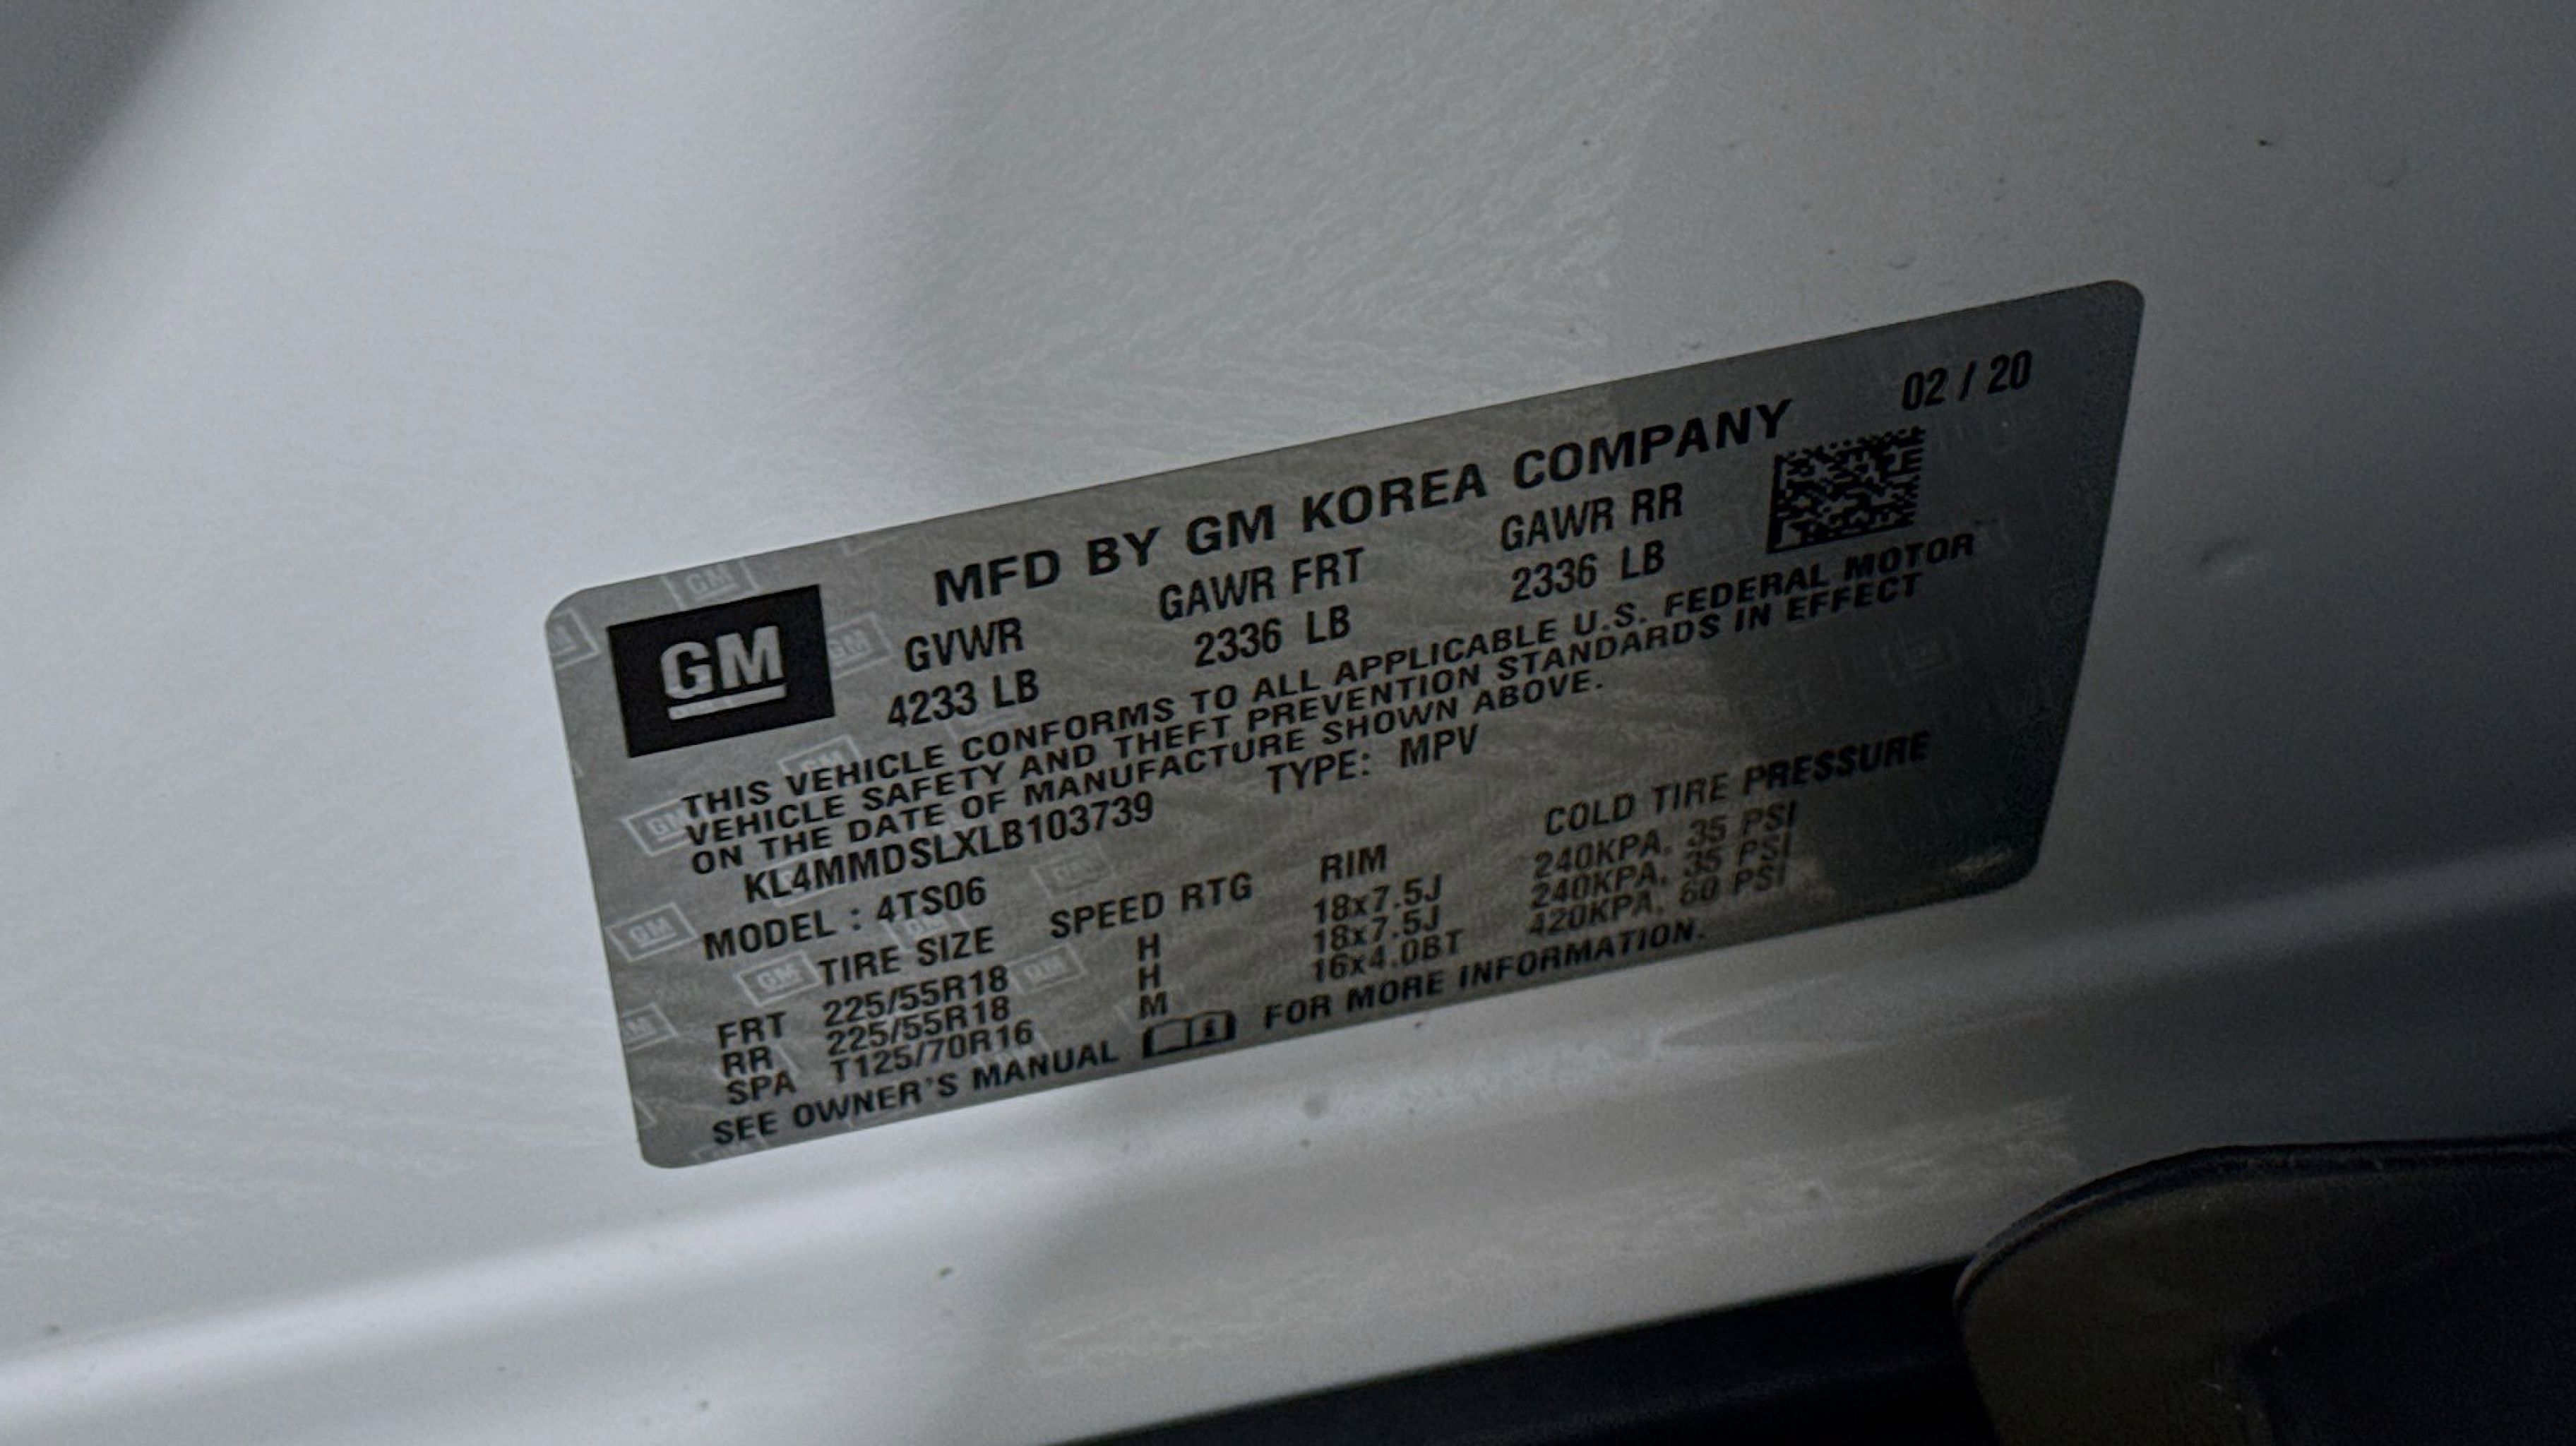 MFD BY GM KOREA COMPANY 02 / 20
GM
GVWR GAWR FRT GAWR RR
4233 LB 2336 LB 2336 LB
THIS VEHICLE CONFORMS TO ALL APPLICABLE U.S. FEDERAL MOTOR
VEHICLE SAFETY AND THEFT PREVENTION STANDARDS IN EFFECT
ON THE DATE OF MANUFACTURE SHOWN ABOVE.
KL4MMDSLXLB103739 TYPE: MPV
MODEL : 4TS06
TIRE SIZE SPEED RTG RIM COLD TIRE PRESSURE
FRT 225/55R18 H 18x7.5J 240KPA, 35 PSI
RR 225/55R18 H 18x7.5J 240KPA, 35 PSI
SPA T125/70R16 M 16x4.0BT 420KPA, 60 PSI
SEE OWNER'S MANUAL FOR MORE INFORMATION.